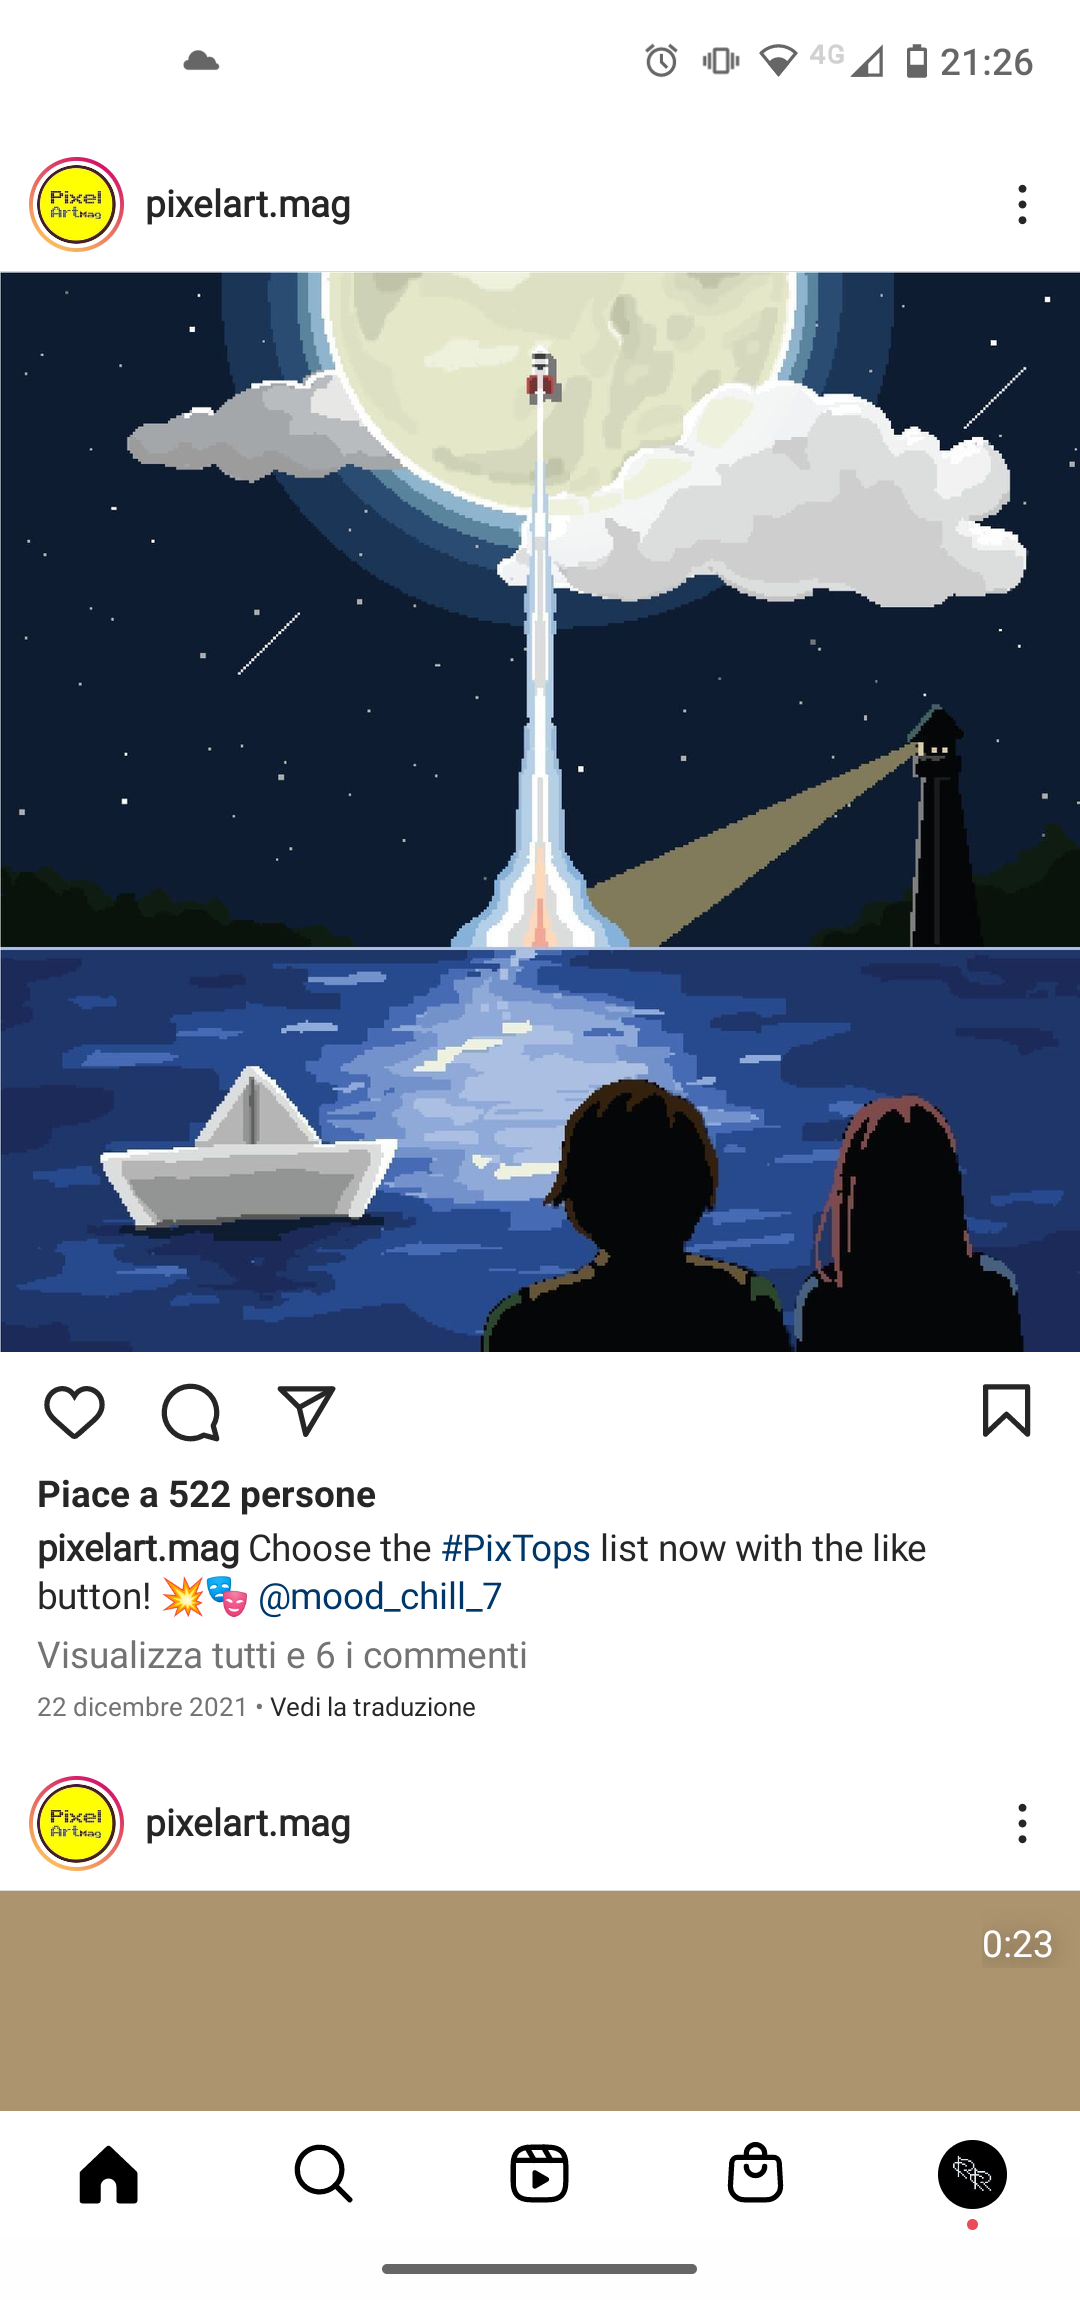 4G 21:26
Pixel
ArtMag
pixelart.mag
Piace a 522 persone
pixelart.mag Choose the #PixTops list now with the like
button! 💥🎭 @mood_chill_7
Visualizza tutti e 6 i commenti
22 dicembre 2021 • Vedi la traduzione
Pixel
ArtMag
pixelart.mag
0:23